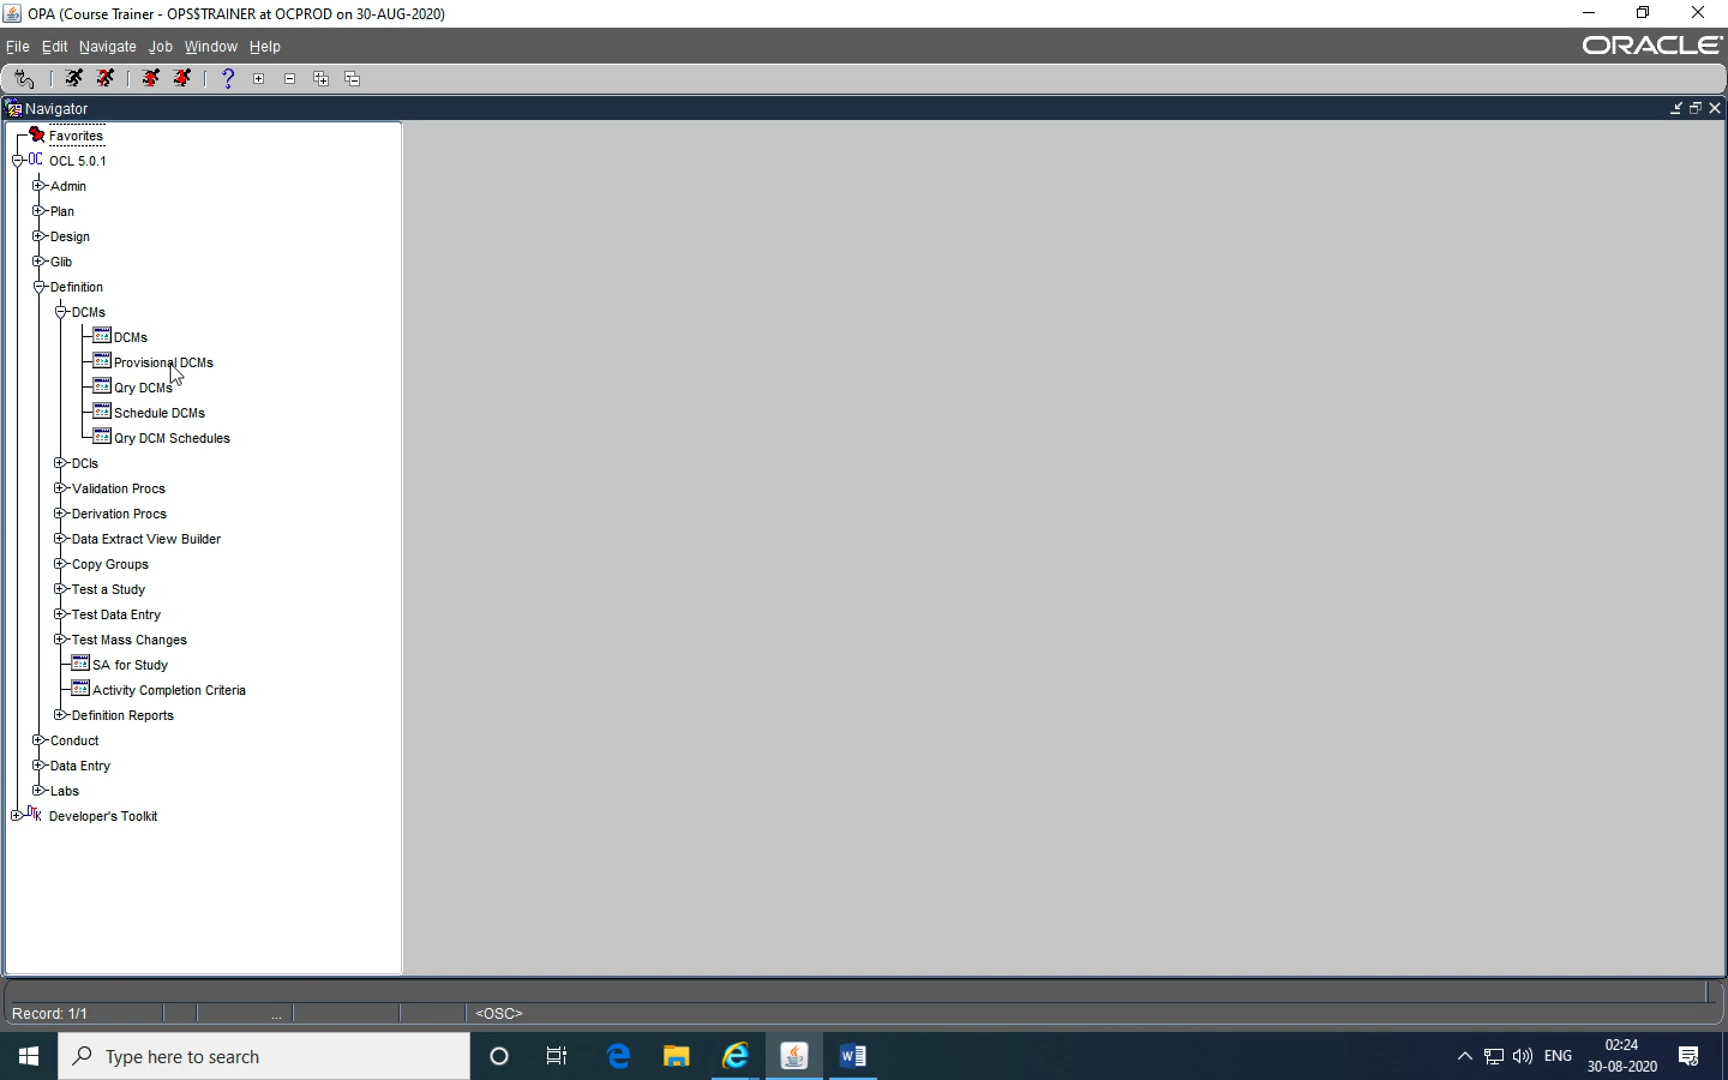 OPA (Course Trainer - OPS$TRAINER at OCPROD on 30-AUG-2020)
File Edit Navigate Job Window Help
ORACLE
Navigator
Favorites
OC OCL 5.0.1
Admin
Plan
Design
Glib
Definition
DCMs
DCMs
Provisional DCMs
Qry DCMs
Schedule DCMs
Qry DCM Schedules
DCIs
Validation Procs
Derivation Procs
Data Extract View Builder
Copy Groups
Test a Study
Test Data Entry
Test Mass Changes
SA for Study
Activity Completion Criteria
Definition Reports
Conduct
Data Entry
Labs
DTK Developer's Toolkit
Record: 1/1 ... <OSC>
Type here to search
ENG
02:24
30-08-2020